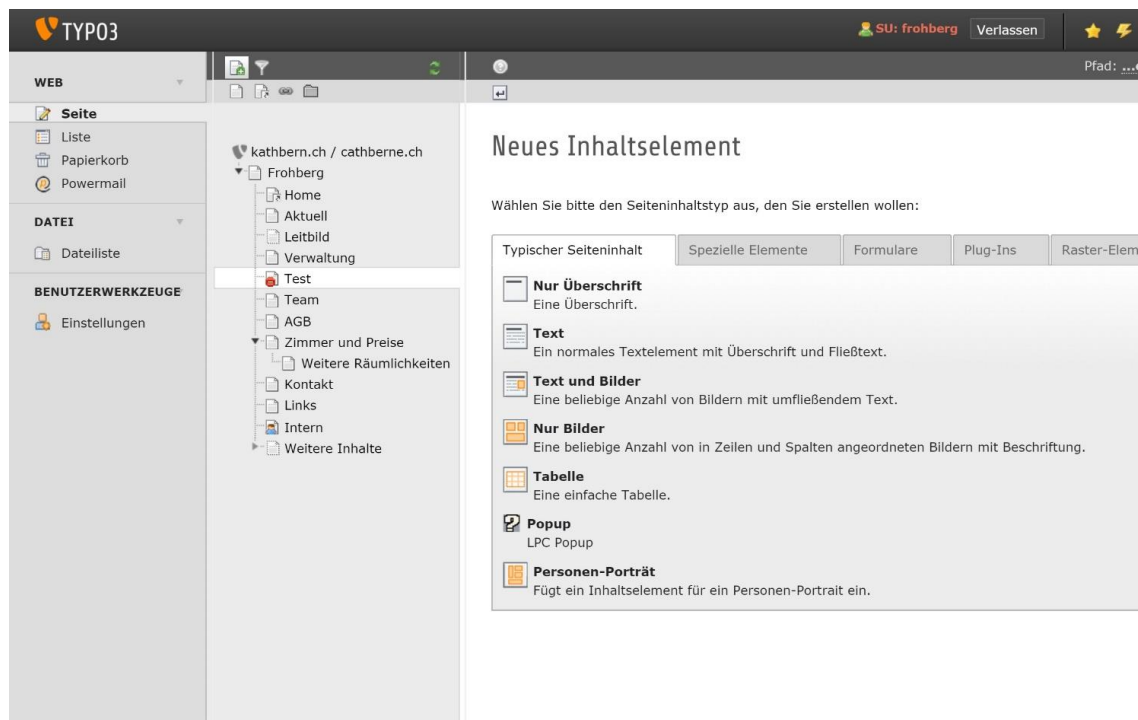 TYPO3
SU: frohberg
Verlassen
Pfad: ...
WEB
Seite
Liste
Papierkorb
Powermail
DATEI
Dateiliste
BENUTZERWERKZEUGE
Einstellungen
kathbern.ch / cathberne.ch
Frohberg
Home
Aktuell
Leitbild
Verwaltung
Test
Team
AGB
Zimmer und Preise
Weitere Räumlichkeiten
Kontakt
Links
Intern
Weitere Inhalte
Neues Inhaltselement
Wählen Sie bitte den Seiteninhaltstyp aus, den Sie erstellen wollen:
Typischer Seiteninhalt
Spezielle Elemente
Formulare
Plug-Ins
Raster-Elem
Nur Überschrift
Eine Überschrift.
Text
Ein normales Textelement mit Überschrift und Fließtext.
Text und Bilder
Eine beliebige Anzahl von Bildern mit umfließendem Text.
Nur Bilder
Eine beliebige Anzahl von in Zeilen und Spalten angeordneten Bildern mit Beschriftung.
Tabelle
Eine einfache Tabelle.
Popup
LPC Popup
Personen-Porträt
Fügt ein Inhaltselement für ein Personen-Portrait ein.